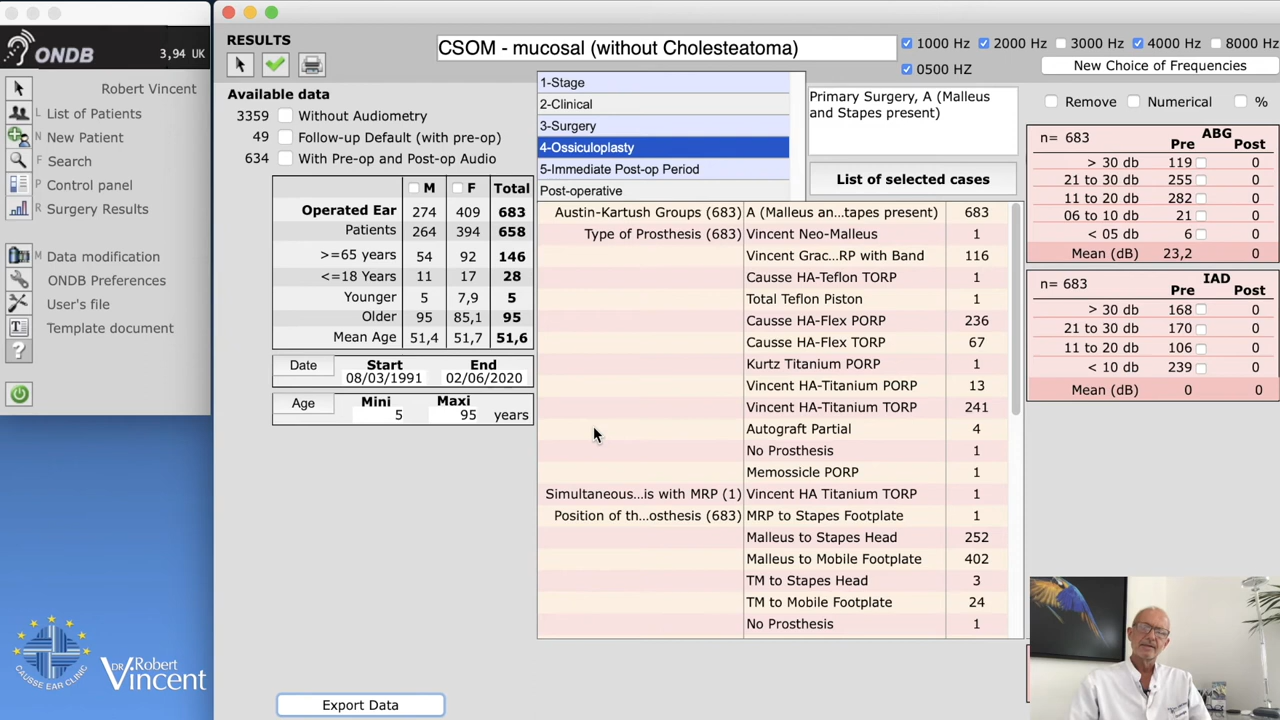 ONDB
3,94 UK
Robert Vincent
L List of Patients
N New Patient
F Search
P Control panel
R Surgery Results
M Data modification
ONDB Preferences
User's file
Template document
?
DR Robert
Vincent
CAUSSE EAR CLINIC
RESULTS
CSOM - mucosal (without Cholesteatoma)
1000 Hz 2000 Hz 3000 Hz 4000 Hz 8000 Hz
0500 HZ
New Choice of Frequencies
Available data
3359 Without Audiometry
49 Follow-up Default (with pre-op)
634 With Pre-op and Post-op Audio
M F Total
Operated Ear 274 409 683
Patients 264 394 658
>=65 years 54 92 146
<=18 Years 11 17 28
Younger 5 7,9 5
Older 95 85,1 95
Mean Age 51,4 51,7 51,6
Date Start End
08/03/1991 02/06/2020
Age Mini Maxi
5 95 years
Export Data
1-Stage
2-Clinical
3-Surgery
4-Ossiculoplasty
5-Immediate Post-op Period
Post-operative
Primary Surgery, A (Malleus
and Stapes present)
List of selected cases
Austin-Kartush Groups (683) A (Malleus an...tapes present) 683
Type of Prosthesis (683) Vincent Neo-Malleus 1
Vincent Grac...RP with Band 116
Causse HA-Teflon TORP 1
Total Teflon Piston 1
Causse HA-Flex PORP 236
Causse HA-Flex TORP 67
Kurtz Titanium PORP 1
Vincent HA-Titanium PORP 13
Vincent HA-Titanium PORP 241
Autograft Partial 4
No Prosthesis 1
Memossicle PORP 1
Simultaneous...is with MRP (1) Vincent HA Titanium TORP 1
Position of th...osthesis (683) MRP to Stapes Footplate 1
Malleus to Stapes Head 252
Malleus to Mobile Footplate 402
TM to Stapes Head 3
TM to Mobile Footplate 24
No Prosthesis 1
Remove Numerical %
n= 683 ABG
Pre Post
> 30 db 119 0
21 to 30 db 255 0
11 to 20 db 282 0
06 to 10 db 21 0
< 05 db 6 0
Mean (dB) 23,2 0
n= 683 IAD
Pre Post
> 30 db 168 0
21 to 30 db 170 0
11 to 20 db 106 0
< 10 db 239 0
Mean (dB) 0 0